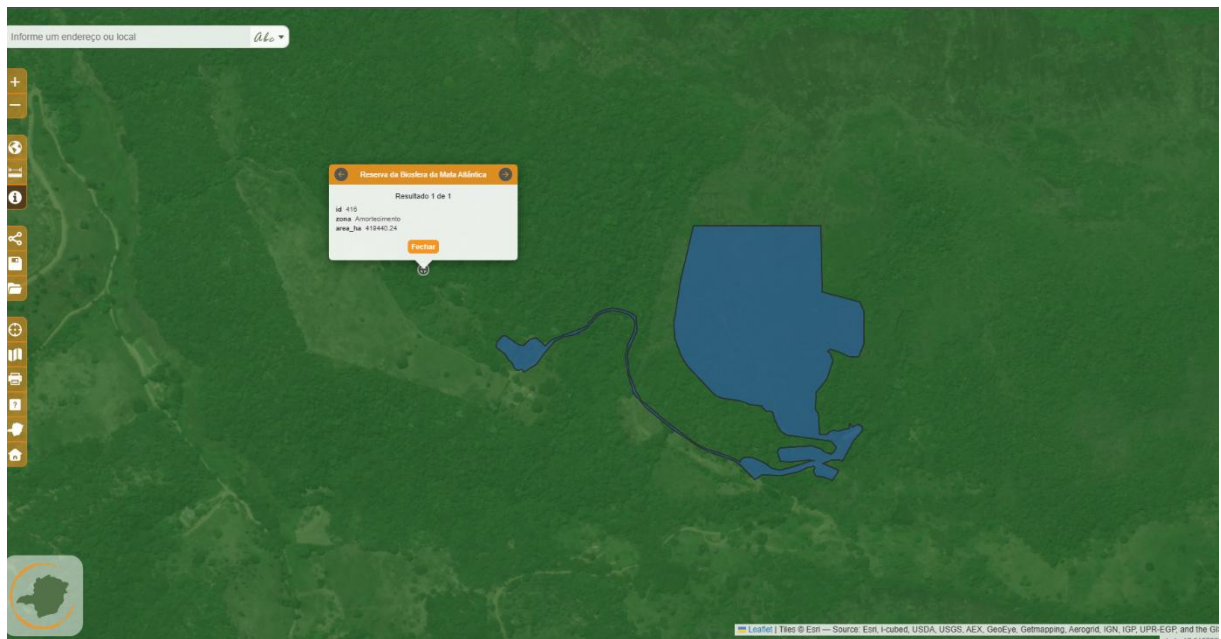 Informe um endereço ou local
Abc
Reserva da Biosfera da Mata Atlântica
Resultado 1 de 1
id 416
zona Amortecimento
area_ha 419440,24
Fechar
Leaflet | Tiles © Esri — Source: Esri, i-cubed, USDA, USGS, AEX, GeoEye, Getmapping, Aerogrid, IGN, IGP, UPR-EGP, and the GIS